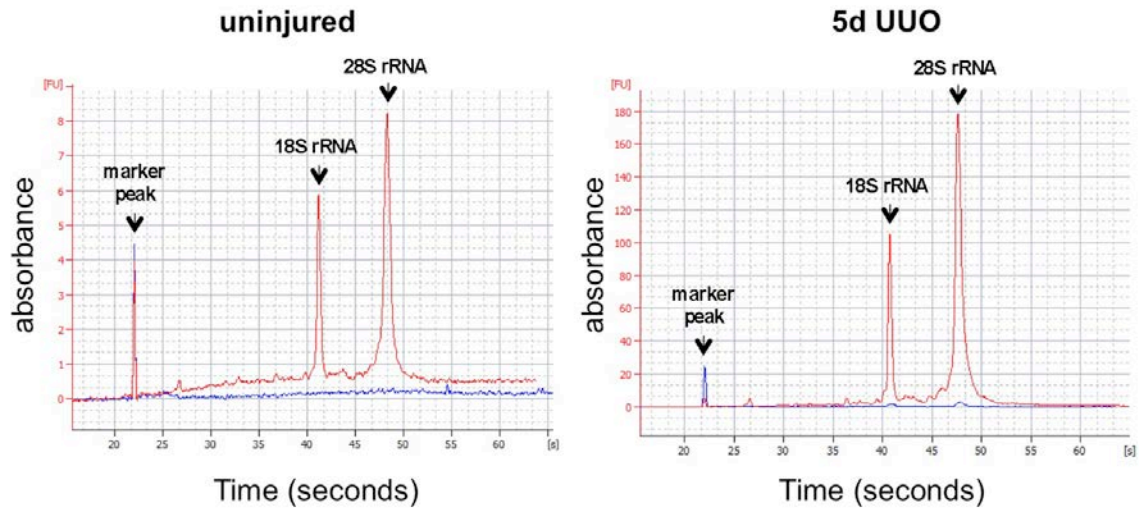 uninjured
[FU]
8
7
6
5
4
3
2
1
0
absorbance
marker
peak
18S rRNA
28S rRNA
20
25
30
35
40
45
50
55
60
[s]
Time (seconds)
5d UUO
[FU]
180
160
140
120
100
80
60
40
20
0
absorbance
marker
peak
18S rRNA
28S rRNA
20
25
30
35
40
45
50
55
60
[s]
Time (seconds)